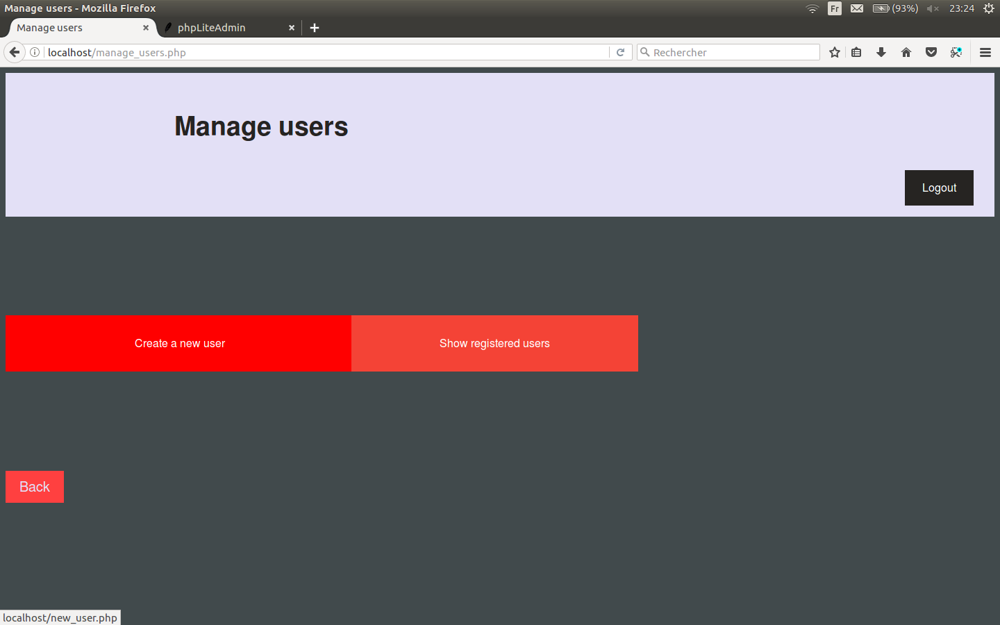 Manage users - Mozilla Firefox
Fr
(93%)
23:24
Manage users
phpLiteAdmin
localhost/manage_users.php
Rechercher
Manage users
Logout
Create a new user
Show registered users
Back
localhost/new_user.php